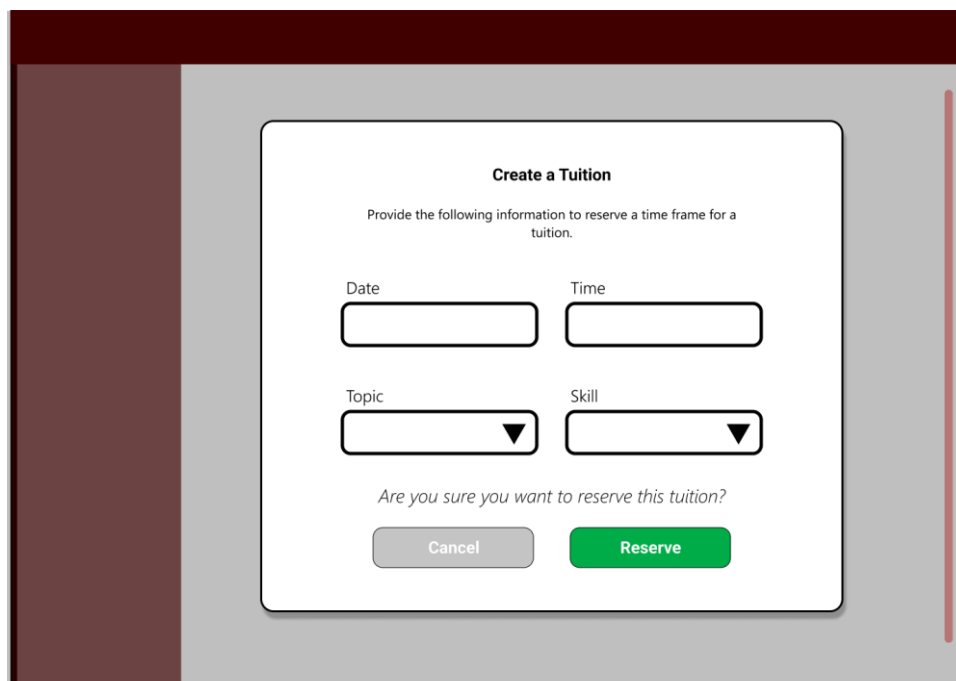 Create a Tuition
Provide the following information to reserve a time frame for a
tuition.
Date
Time
Topic
Skill
Are you sure you want to reserve this tuition?
Cancel
Reserve